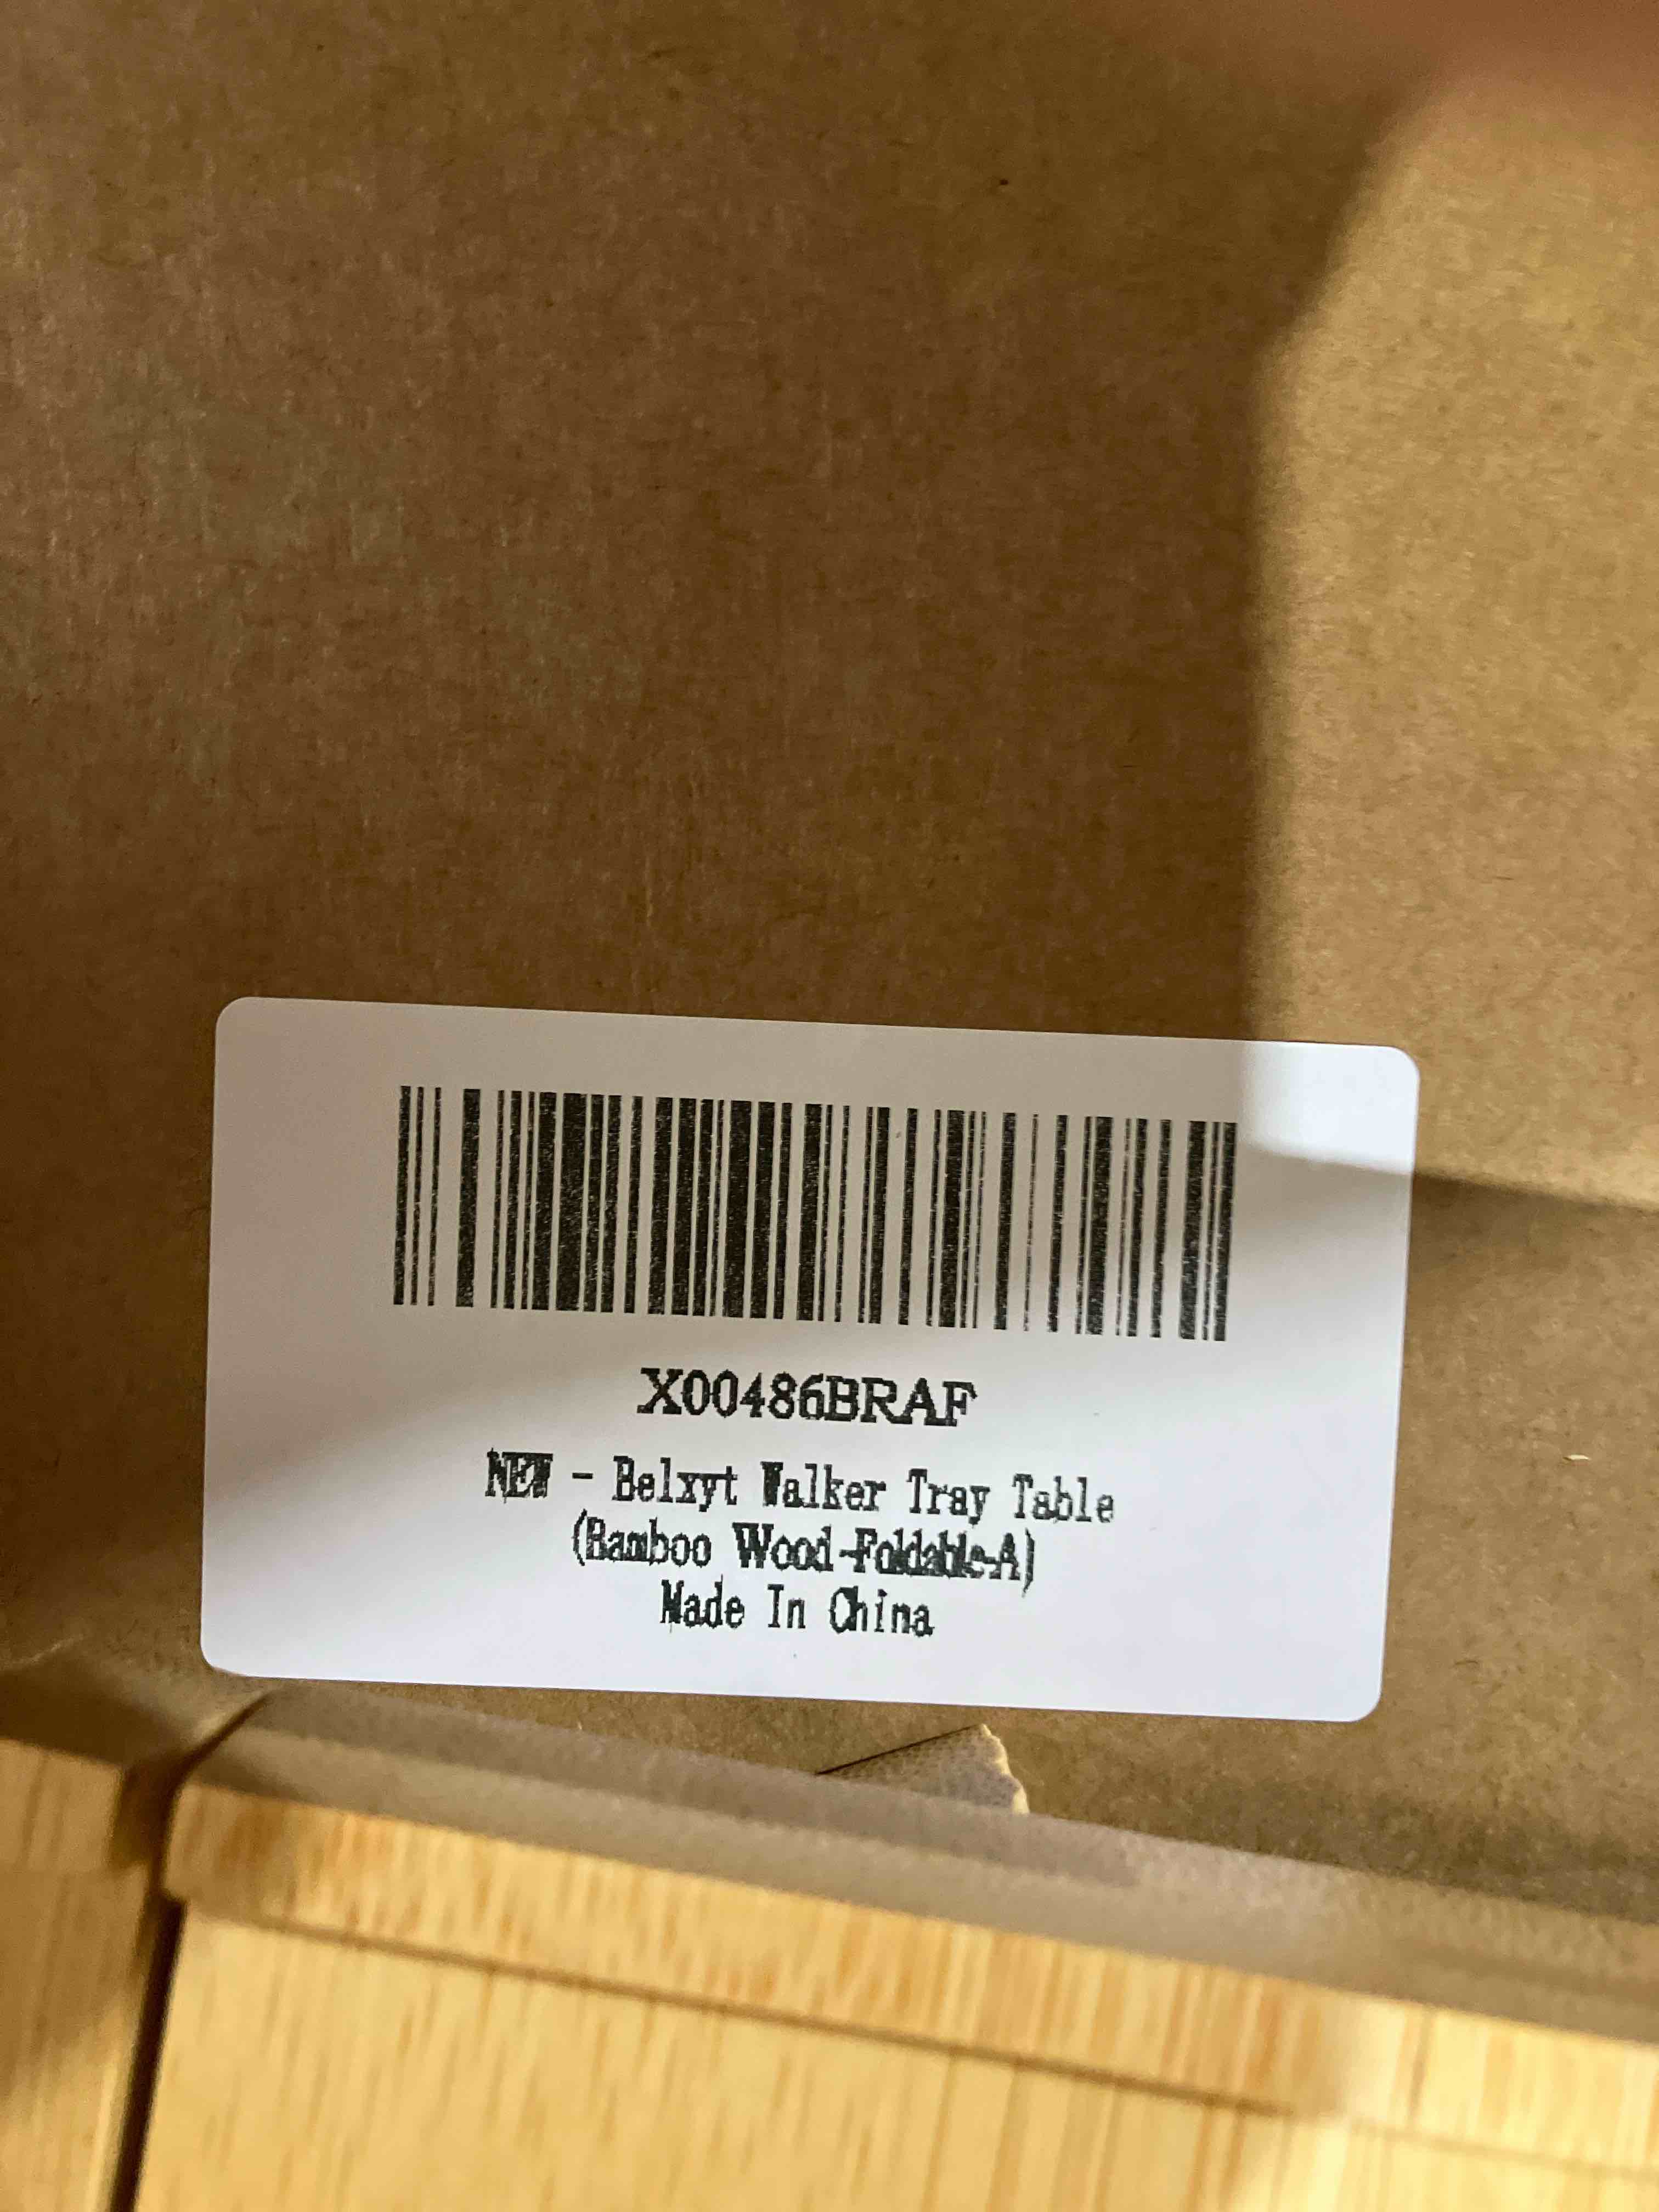 X00486BRAF
NEW - Belxyt Walker Tray Table
(Bamboo Wood-Foldable-A)
Made In China